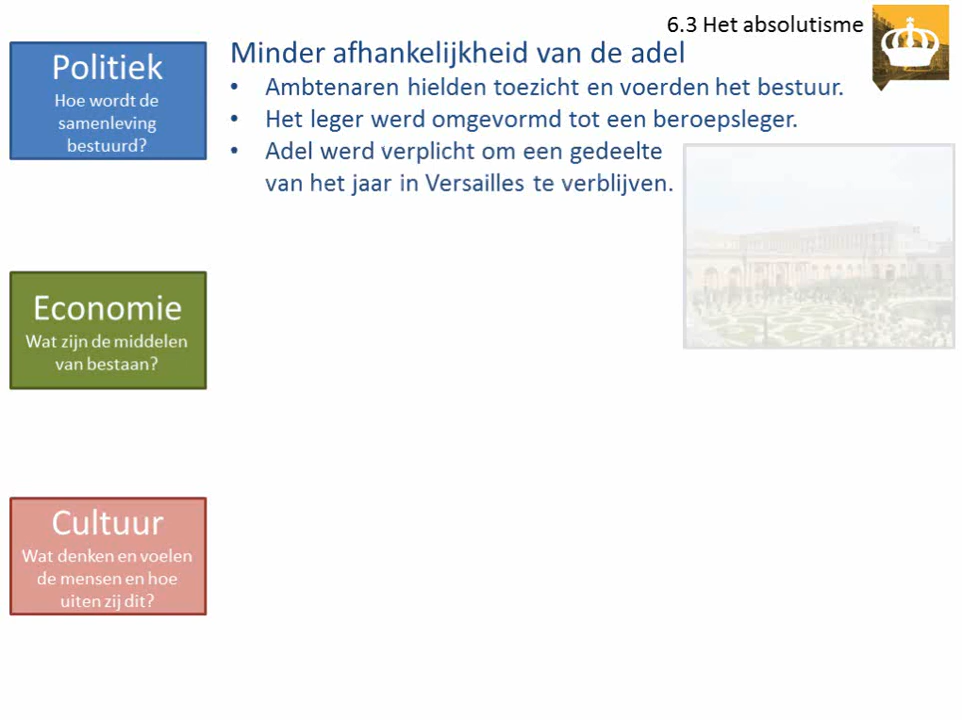 6.3 Het absolutisme
Politiek
Hoe wordt de
samenleving
bestuurd?
Minder afhankelijkheid van de adel
• Ambtenaren hielden toezicht en voerden het bestuur.
• Het leger werd omgevormd tot een beroepsleger.
• Adel werd verplicht om een gedeelte
van het jaar in Versailles te verblijven.
Economie
Wat zijn de middelen
van bestaan?
Cultuur
Wat denken en voelen
de mensen en hoe
uiten zij dit?